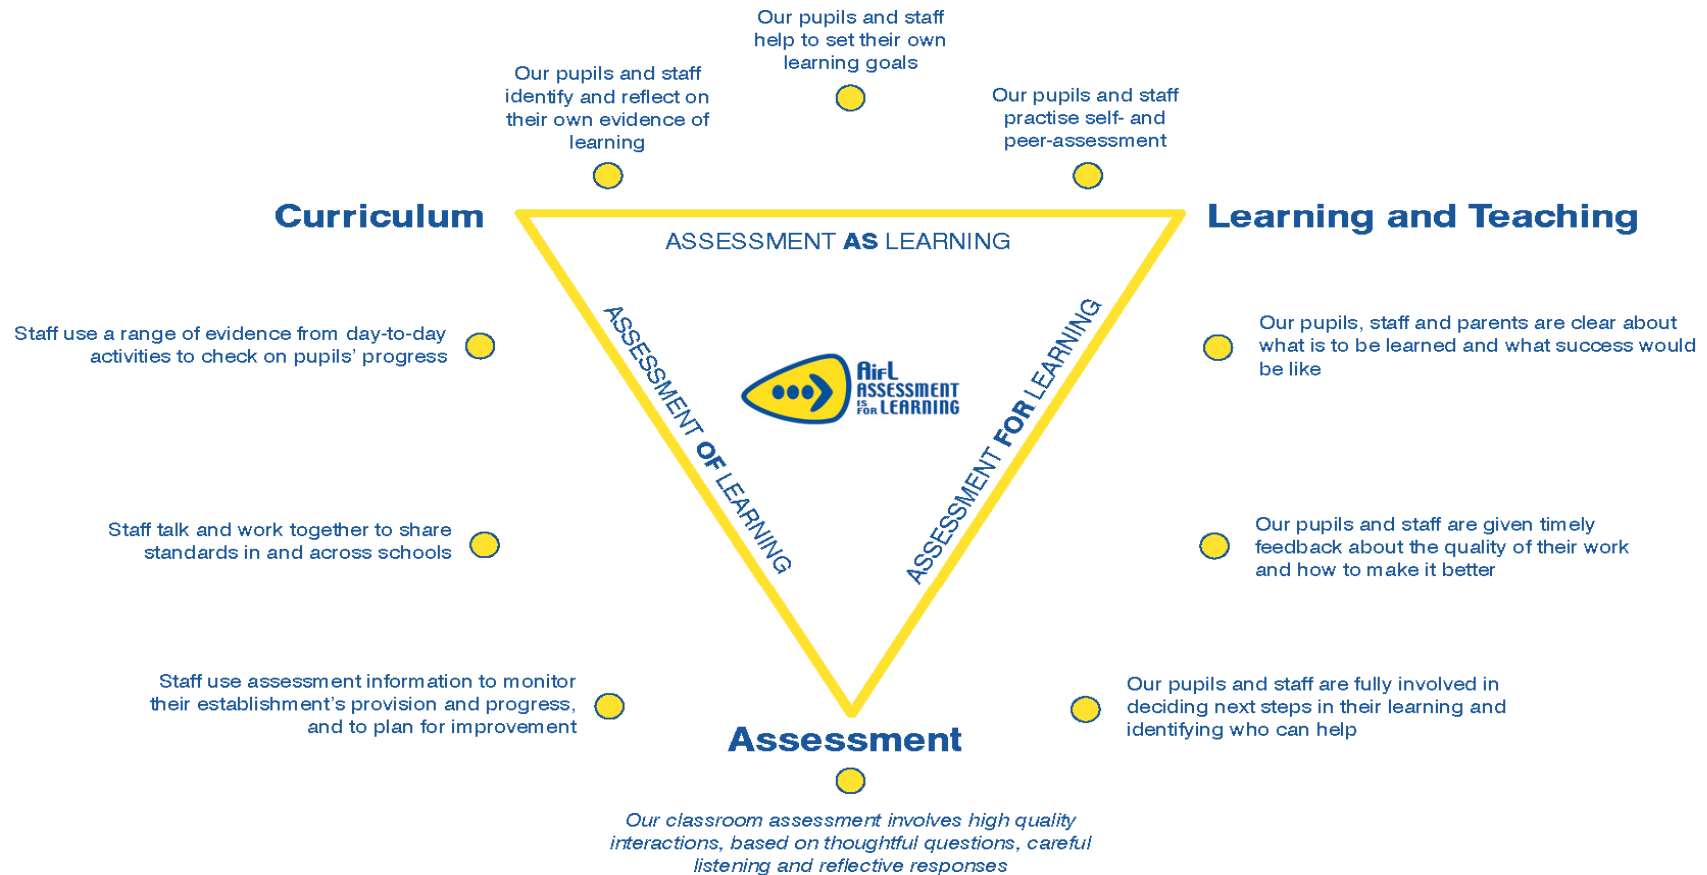 Our pupils and staff
help to set their own
learning goals
Our pupils and staff
identify and reflect on
their own evidence of
learning
Our pupils and staff
practise self- and
peer-assessment
Curriculum
Learning and Teaching
ASSESSMENT AS LEARNING
Staff use a range of evidence from day-to-day
activities to check on pupils’ progress
ASSESSMENT OF LEARNING
AifL
ASSESSMENT
IS
FOR LEARNING
ASSESSMENT FOR LEARNING
Our pupils, staff and parents are clear about
what is to be learned and what success would
be like
Staff talk and work together to share
standards in and across schools
Our pupils and staff are given timely
feedback about the quality of their work
and how to make it better
Staff use assessment information to monitor
their establishment’s provision and progress,
and to plan for improvement
Our pupils and staff are fully involved in
deciding next steps in their learning and
identifying who can help
Assessment
Our classroom assessment involves high quality
interactions, based on thoughtful questions, careful
listening and reflective responses